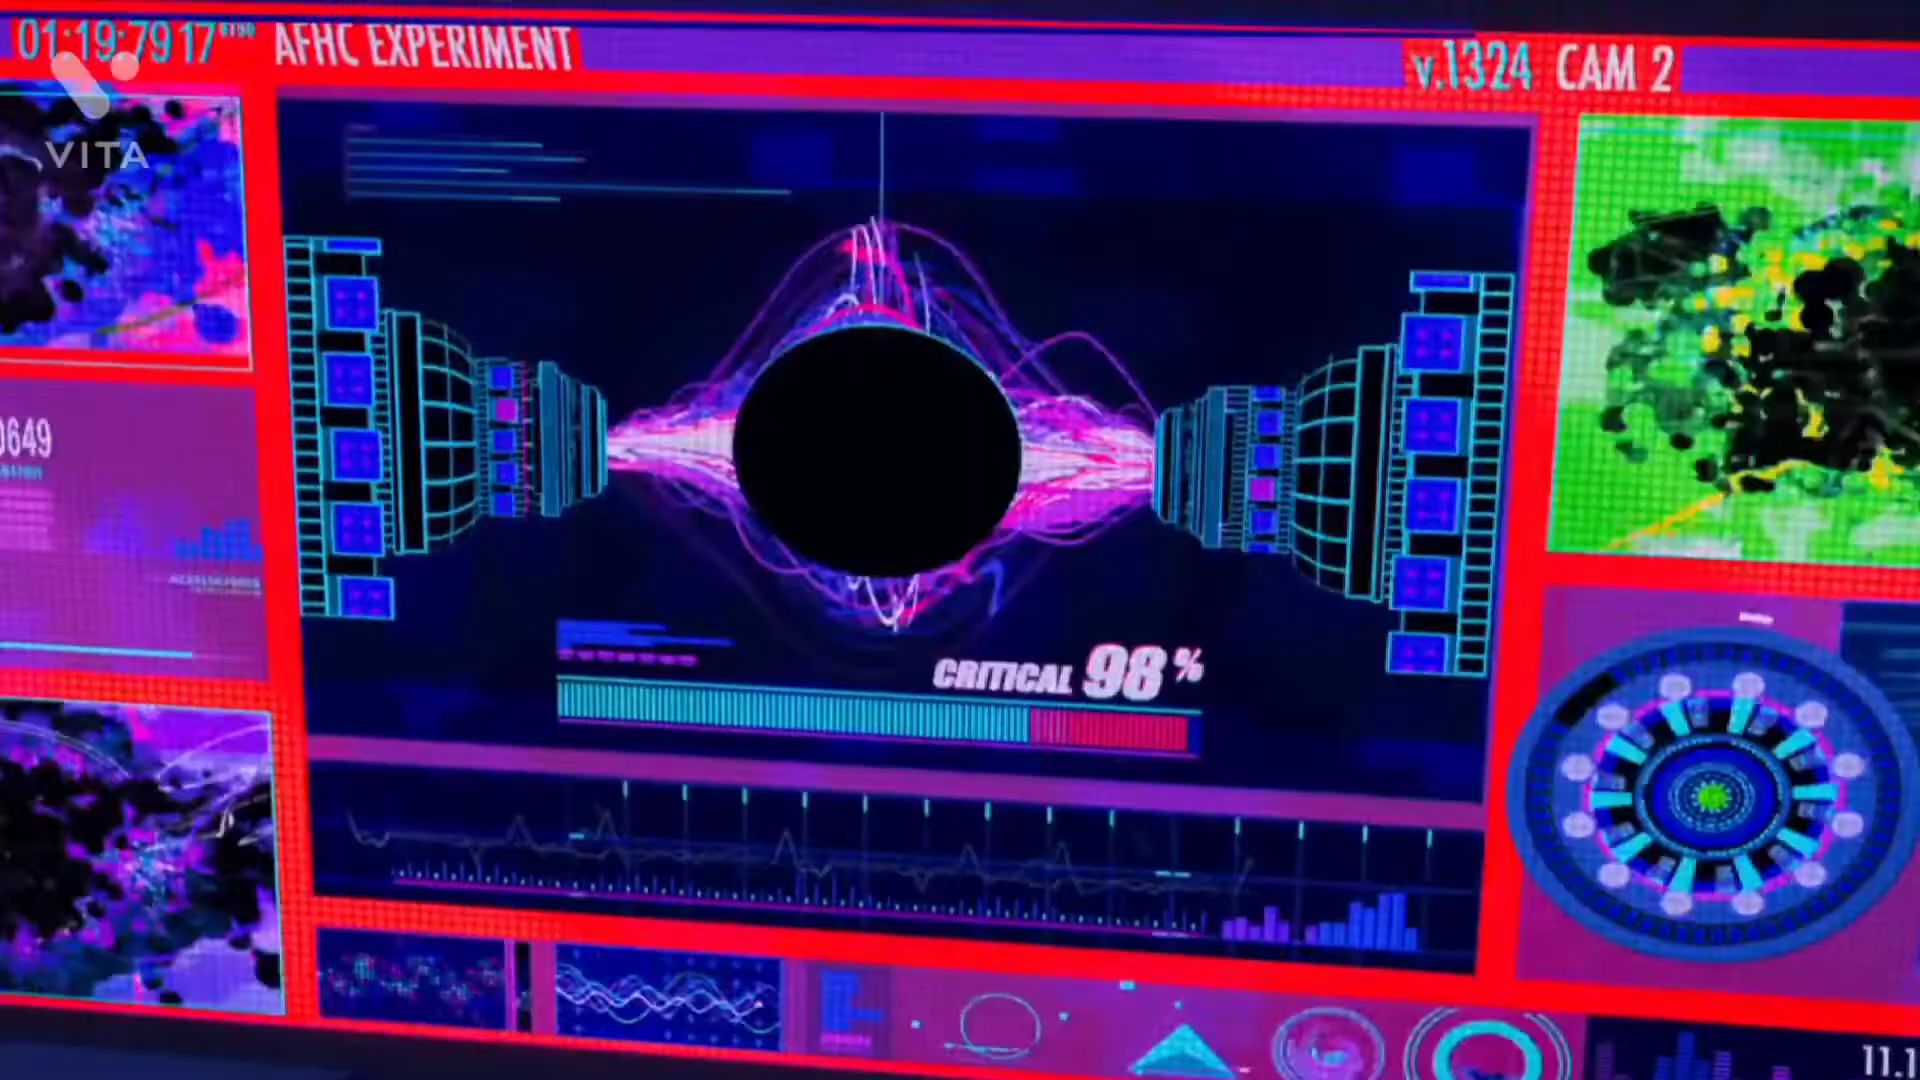 01:19:79 17
AFHC EXPERIMENT
v.1324 CAM 2
VITA
0649
CRITICAL 98 %
11.1